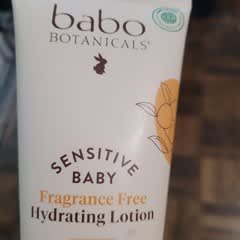 babo
BOTANICALS®
SENSITIVE
BABY
Fragrance Free
Hydrating Lotion